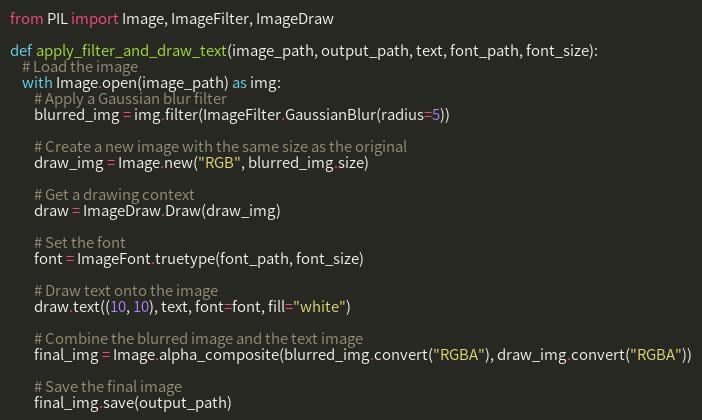 from PIL import Image, ImageFilter, ImageDraw

def apply_filter_and_draw_text(image_path, output_path, text, font_path, font_size):
    # Load the image
    with Image.open(image_path) as img:
        # Apply a Gaussian blur filter
        blurred_img = img.filter(ImageFilter.GaussianBlur(radius=5))

        # Create a new image with the same size as the original
        draw_img = Image.new("RGB", blurred_img.size)

        # Get a drawing context
        draw = ImageDraw.Draw(draw_img)

        # Set the font
        font = ImageFont.truetype(font_path, font_size)

        # Draw text onto the image
        draw.text((10, 10), text, font=font, fill="white")

        # Combine the blurred image and the text image
        final_img = Image.alpha_composite(blurred_img.convert("RGBA"), draw_img.convert("RGBA"))

        # Save the final image
        final_img.save(output_path)